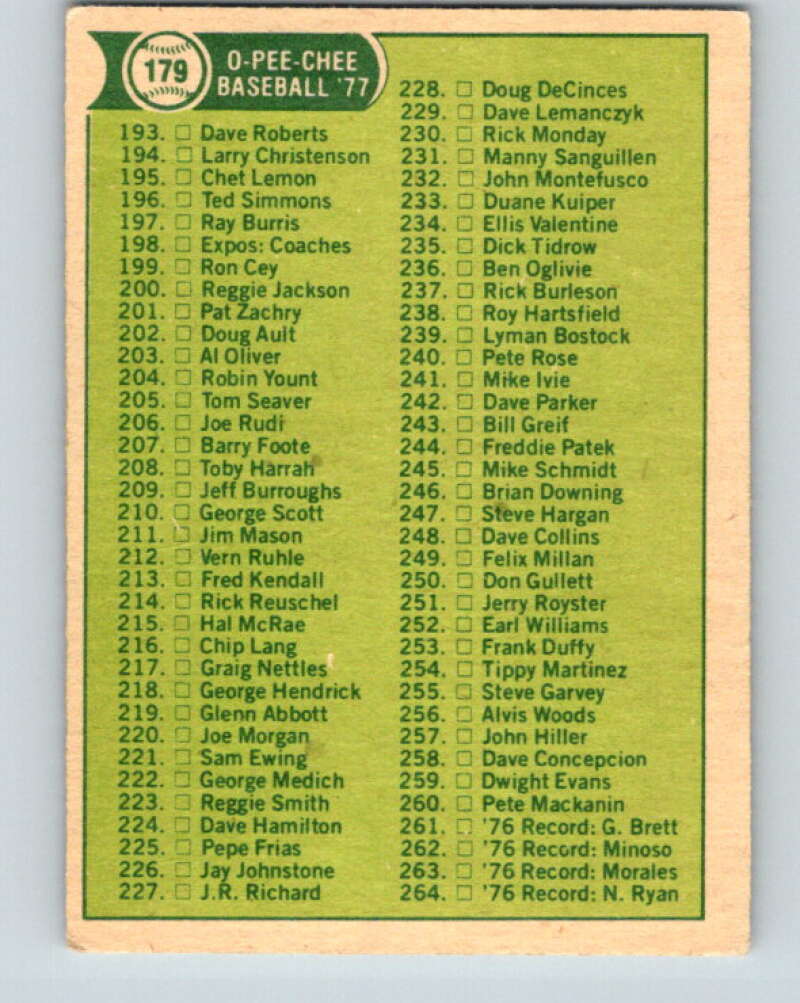 179
O-PEE-CHEE
BASEBALL '77
193. □ Dave Roberts
194. □ Larry Christenson
195. □ Chet Lemon
196. □ Ted Simmons
197. □ Ray Burris
198. □ Expos: Coaches
199. □ Ron Cey
200. □ Reggie Jackson
201. □ Pat Zachry
202. □ Doug Ault
203. □ Al Oliver
204. □ Robin Yount
205. □ Tom Seaver
206. □ Joe Rudi
207. □ Barry Foote
208. □ Toby Harrah
209. □ Jeff Burroughs
210. □ George Scott
211. □ Jim Mason
212. □ Vern Ruhle
213. □ Fred Kendall
214. □ Rick Reuschel
215. □ Hal McRae
216. □ Chip Lang
217. □ Graig Nettles
218. □ George Hendrick
219. □ Glenn Abbott
220. □ Joe Morgan
221. □ Sam Ewing
222. □ George Medich
223. □ Reggie Smith
224. □ Dave Hamilton
225. □ Pepe Frias
226. □ Jay Johnstone
227. □ J.R. Richard
228. □ Doug DeCinces
229. □ Dave Lemanczyk
230. □ Rick Monday
231. □ Manny Sanguillen
232. □ John Montefusco
233. □ Duane Kuiper
234. □ Ellis Valentine
235. □ Dick Tidrow
236. □ Ben Oglivie
237. □ Rick Burleson
238. □ Roy Hartsfield
239. □ Lyman Bostock
240. □ Pete Rose
241. □ Mike Ivie
242. □ Dave Parker
243. □ Bill Greif
244. □ Freddie Patek
245. □ Mike Schmidt
246. □ Brian Downing
247. □ Steve Hargan
248. □ Dave Collins
249. □ Felix Millan
250. □ Don Gullett
251. □ Jerry Royster
252. □ Earl Williams
253. □ Frank Duffy
254. □ Tippy Martinez
255. □ Steve Garvey
256. □ Alvis Woods
257. □ John Hiller
258. □ Dave Concepcion
259. □ Dwight Evans
260. □ Pete Mackanin
261. □ '76 Record: G. Brett
262. □ '76 Record: Minoso
263. □ '76 Record: Morales
264. □ '76 Record: N. Ryan